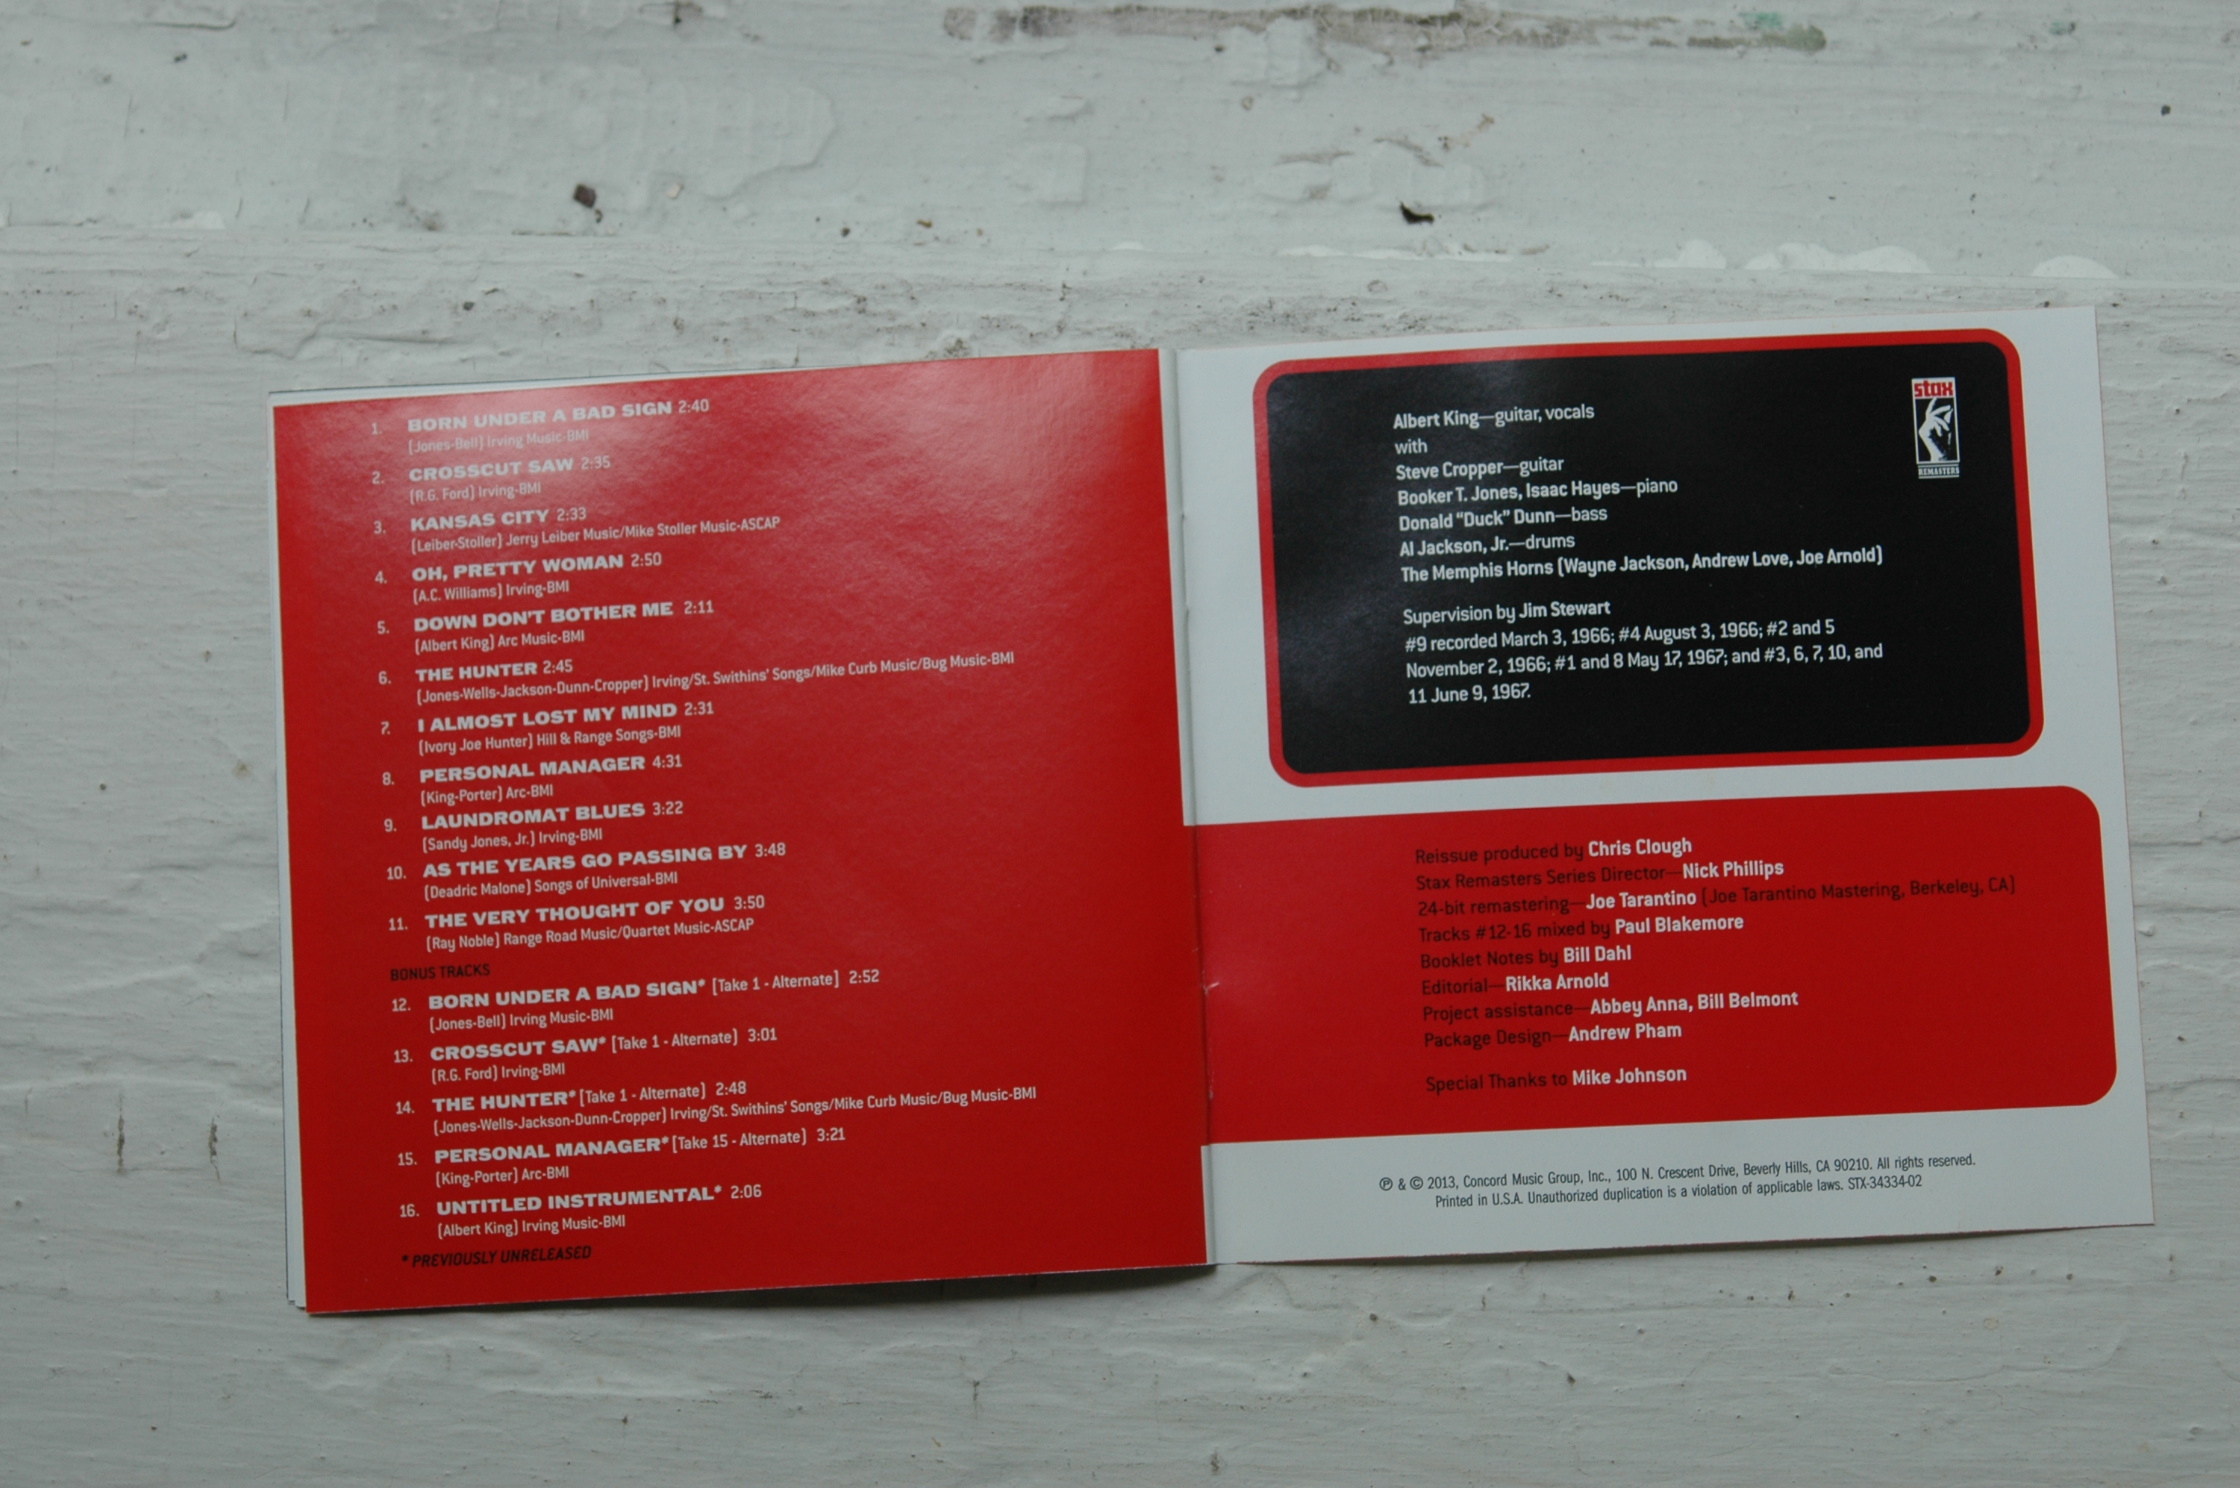 1. BORN UNDER A BAD SIGN 2:40
(Jones-Bell) Irving Music-BMI
2. CROSSCUT SAW 2:35
(R.G. Ford) Irving-BMI
3. KANSAS CITY 2:33
(Leiber-Stoller) Jerry Leiber Music/Mike Stoller Music-ASCAP
4. OH, PRETTY WOMAN 2:50
(A.C. Williams) Irving-BMI
5. DOWN DON'T BOTHER ME 2:11
(Albert King) Arc Music-BMI
6. THE HUNTER 2:45
(Jones-Wells-Jackson-Dunn-Cropper) Irving/St. Swithins' Songs/Mike Curb Music/Bug Music-BMI
7. I ALMOST LOST MY MIND 2:31
(Ivory Joe Hunter) Hill & Range Songs-BMI
8. PERSONAL MANAGER 4:31
(King-Porter) Arc-BMI
9. LAUNDROMAT BLUES 3:22
(Sandy Jones, Jr.) Irving-BMI
10. AS THE YEARS GO PASSING BY 3:48
(Deadric Malone) Songs of Universal-BMI
11. THE VERY THOUGHT OF YOU 3:50
(Ray Noble) Range Road Music/Quartet Music-ASCAP
BONUS TRACKS
12. BORN UNDER A BAD SIGN* [Take 1 - Alternate] 2:52
(Jones-Bell) Irving Music-BMI
13. CROSSCUT SAW* [Take 1 - Alternate] 3:01
(R.G. Ford) Irving-BMI
14. THE HUNTER* [Take 1 - Alternate] 2:48
(Jones-Wells-Jackson-Dunn-Cropper) Irving/St. Swithins' Songs/Mike Curb Music/Bug Music-BMI
15. PERSONAL MANAGER* [Take 15 - Alternate] 3:21
(King-Porter) Arc-BMI
16. UNTITLED INSTRUMENTAL* 2:06
(Albert King) Irving Music-BMI
* PREVIOUSLY UNRELEASED
stax
REMASTERS
Albert King—guitar, vocals
with
Steve Cropper—guitar
Booker T. Jones, Isaac Hayes—piano
Donald "Duck" Dunn—bass
Al Jackson, Jr.—drums
The Memphis Horns (Wayne Jackson, Andrew Love, Joe Arnold)
Supervision by Jim Stewart
#9 recorded March 3, 1966; #4 August 3, 1966; #2 and 5
November 2, 1966; #1 and 8 May 17, 1967; and #3, 6, 7, 10, and
11 June 9, 1967.
Reissue produced by Chris Clough
Stax Remasters Series Director—Nick Phillips
24-bit remastering—Joe Tarantino (Joe Tarantino Mastering, Berkeley, CA)
Tracks #12-16 mixed by Paul Blakemore
Booklet Notes by Bill Dahl
Editorial—Rikka Arnold
Project assistance—Abbey Anna, Bill Belmont
Package Design—Andrew Pham
Special Thanks to Mike Johnson
℗ & © 2013, Concord Music Group, Inc., 100 N. Crescent Drive, Beverly Hills, CA 90210. All rights reserved.
Printed in U.S.A. Unauthorized duplication is a violation of applicable laws. STX-34334-02